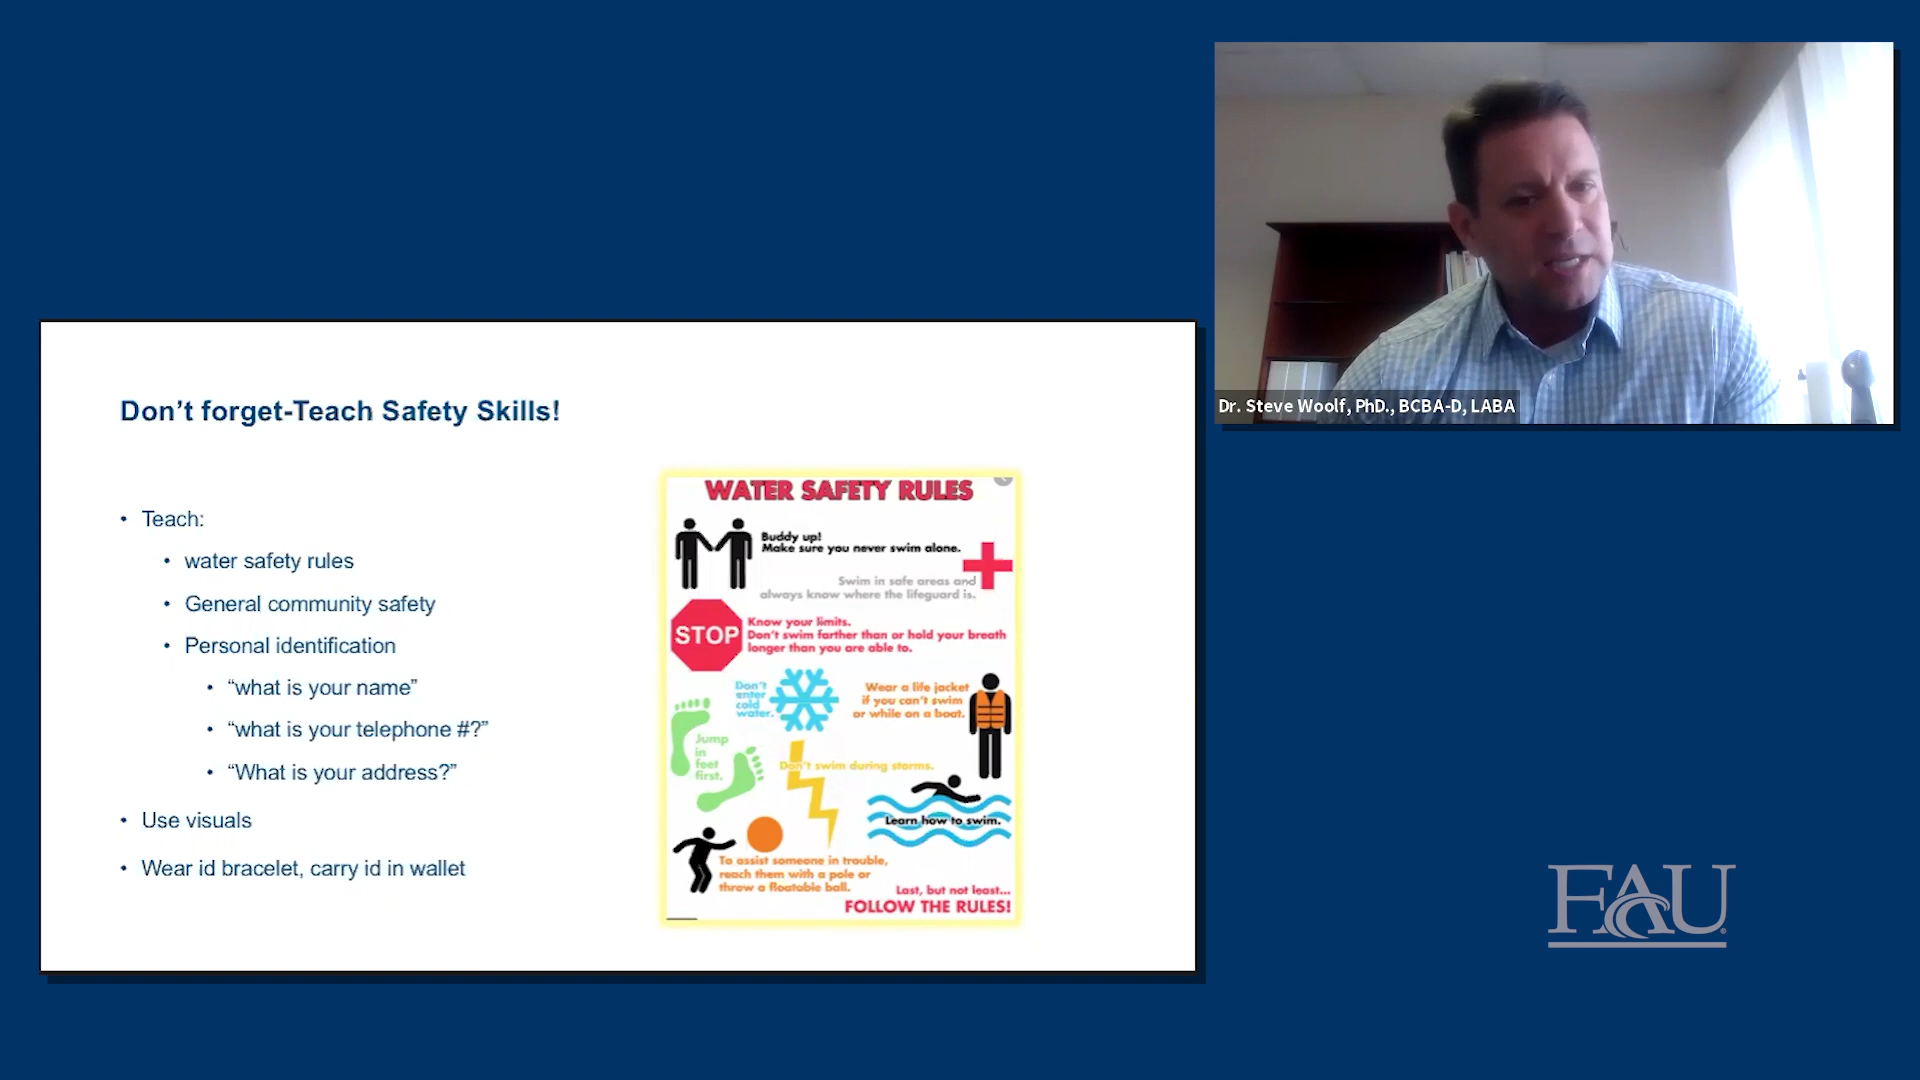 Dr. Steve Woolf, PhD., BCBA-D, LABA
Don’t forget-Teach Safety Skills!
• Teach:
• water safety rules
• General community safety
• Personal identification
• “what is your name”
• “what is your telephone #?”
• “What is your address?”
• Use visuals
• Wear id bracelet, carry id in wallet
WATER SAFETY RULES
Buddy up!
Make sure you never swim alone.
Swim in safe areas and
always know where the lifeguard is.
STOP
Know your limits.
Don't swim farther than or hold your breath
longer than you are able to.
Don't
enter
cold
water.
Wear a life jacket
if you can't swim
or while on a boat.
Jump
in
feet
first.
Don't swim during storms.
Learn how to swim.
To assist someone in trouble,
reach them with a pole or
throw a floatable ball.
Last, but not least...
FOLLOW THE RULES!
FAU